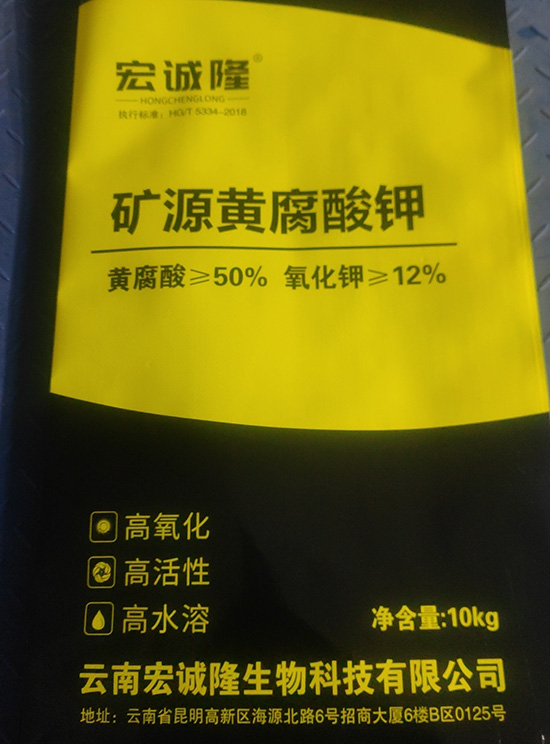 宏诚隆®
HONGCHENGLONG
执行标准：HG/T 5334-2018
矿源黄腐酸钾
黄腐酸≥50% 氧化钾≥12%
高氧化
高活性
高水溶
净含量:10kg
云南宏诚隆生物科技有限公司
地址：云南省昆明高新区海源北路6号招商大厦6楼B区0125号